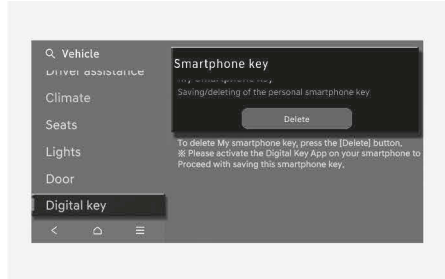 Vehicle
Driver assistance
Climate
Seats
Lights
Door
Digital key
Smartphone key
My smartphone key
Saving/deleting of the personal smartphone key
Delete
To delete My smartphone key, press the [Delete] button.
※ Please activate the Digital Key App on your smartphone to
Proceed with saving this smartphone key.